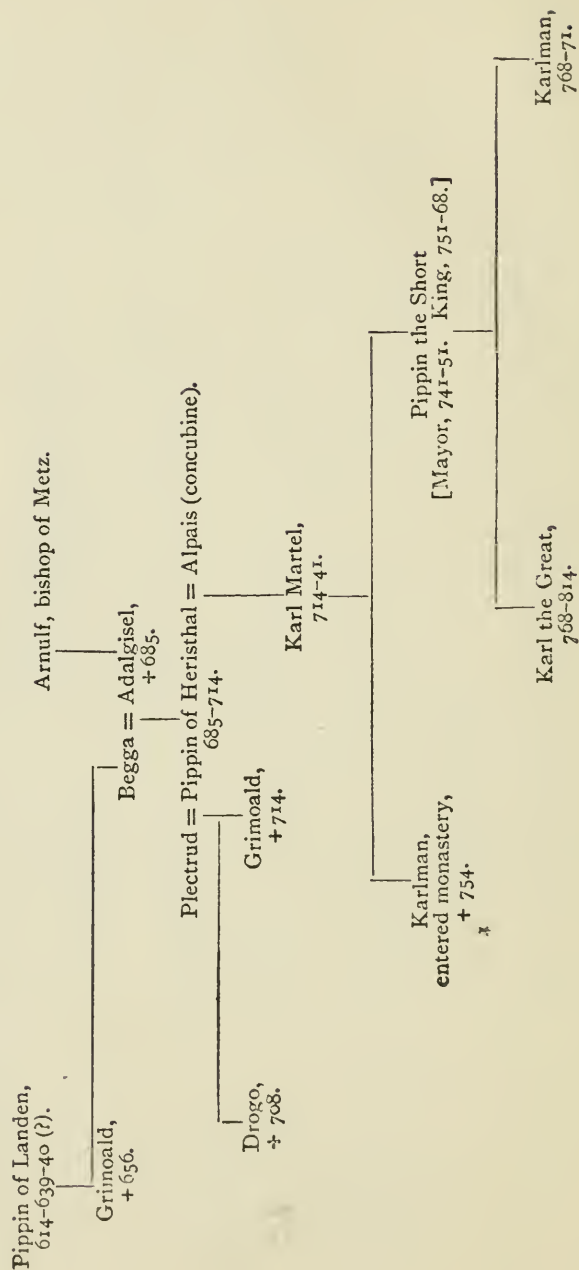 Pippin of Landen,
614-639-40 (?).
Arnulf, bishop of Metz.
Grimoald,
+ 656.
Begga = Adalgisel,
+ 685.
Plectrud = Pippin of Heristhal = Alpais (concubine).
685-714.
Drogo,
+ 708.
Grimoald,
+ 714.
Karl Martel,
714-41.
Karlman,
entered monastery,
+ 754.
Pippin the Short
[Mayor, 741-51. King, 751-68.]
Karl the Great,
768-814.
Karlman,
768-71.